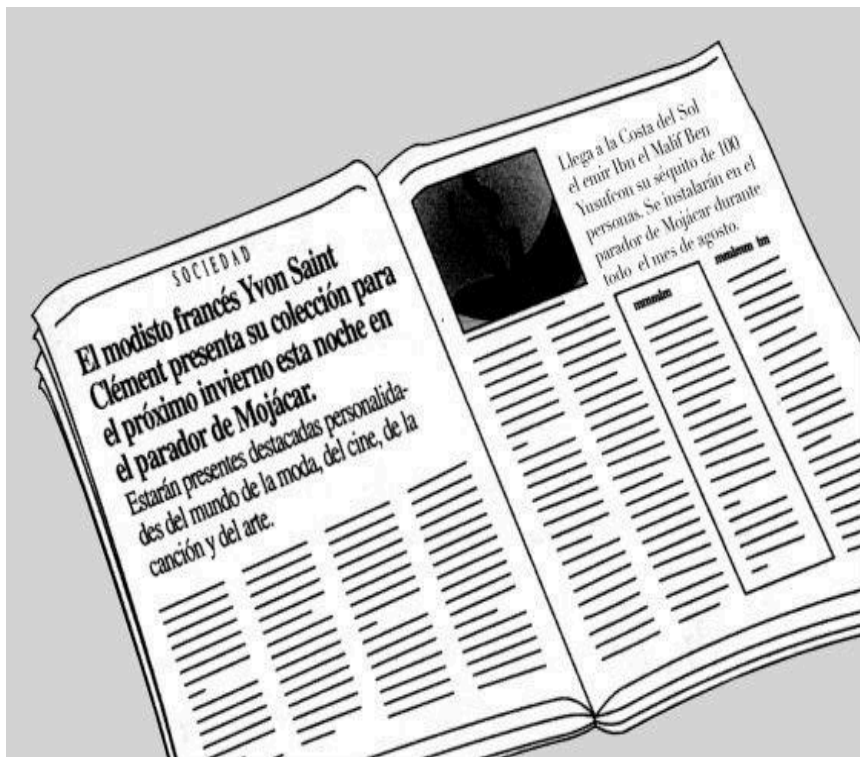 SOCIEDAD
El modisto francés Yvon Saint
Clément presenta su colección para
el próximo invierno esta noche en
el parador de Mojácar.
Estarán presentes destacadas personalida-
des del mundo de la moda, del cine, de la
canción y del arte.
Llega a la Costa del Sol
el emir Ibn el Malif Ben
Yusufcon su séquito de 100
personas. Se instalarán en el
parador de Mojácar durante
todo el mes de agosto.